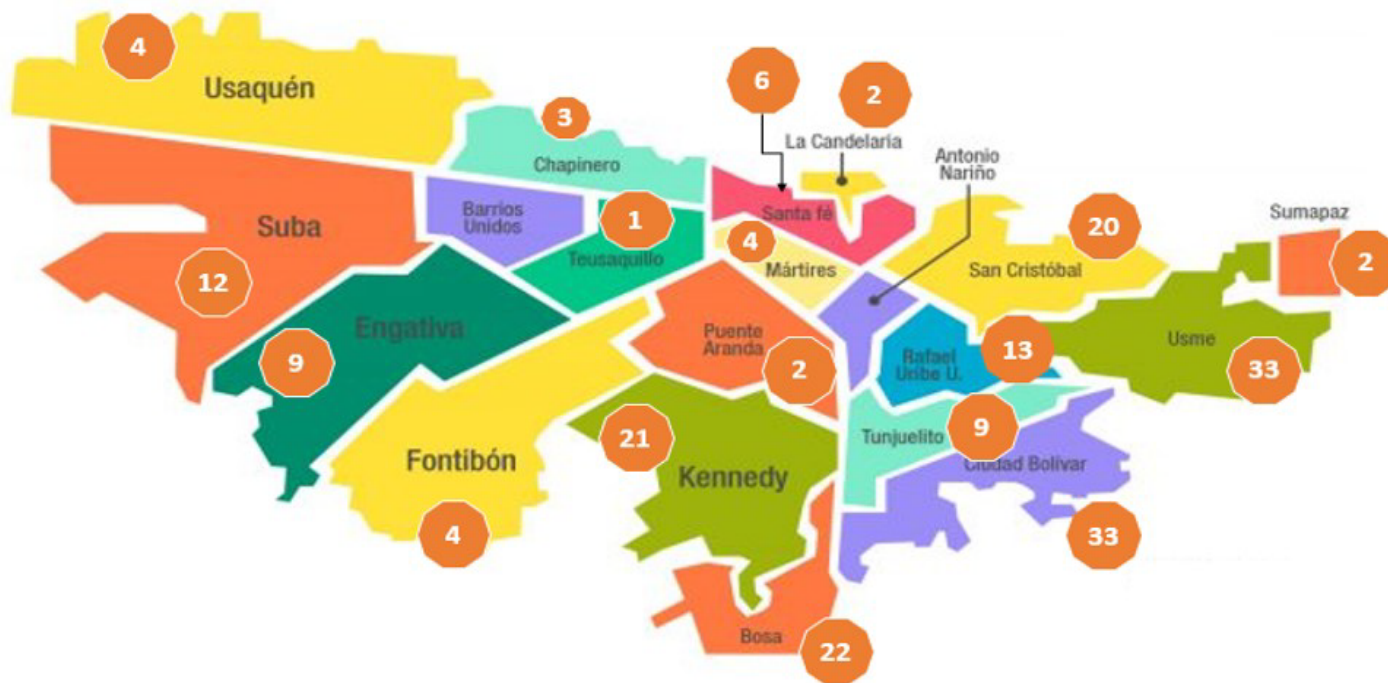 4
Usaquén
6
2
3
La Candelaria
Antonio
Nariño
Chapinero
Barrios
Unidos
1
Santa fé
20
Sumapaz
Suba
4
2
Teusaquillo
Mártires
San Cristóbal
12
Engativa
Puente
Aranda
Usme
9
2
Rafael
Uribe U.
13
33
21
Tunjuelito
9
Fontibón
Kennedy
Ciudad Bolívar
4
33
Bosa
22